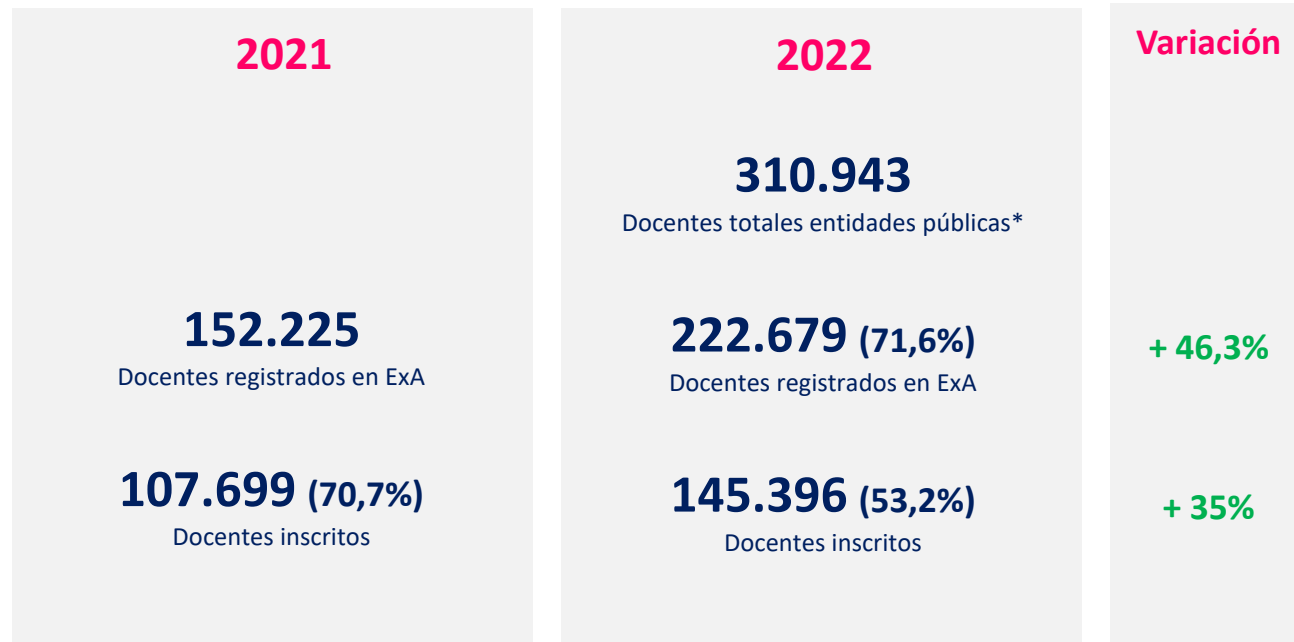 2021
152.225
Docentes registrados en ExA
107.699 (70,7%)
Docentes inscritos
2022
310.943
Docentes totales entidades públicas*
222.679 (71,6%)
Docentes registrados en ExA
145.396 (53,2%)
Docentes inscritos
Variación
+ 46,3%
+ 35%